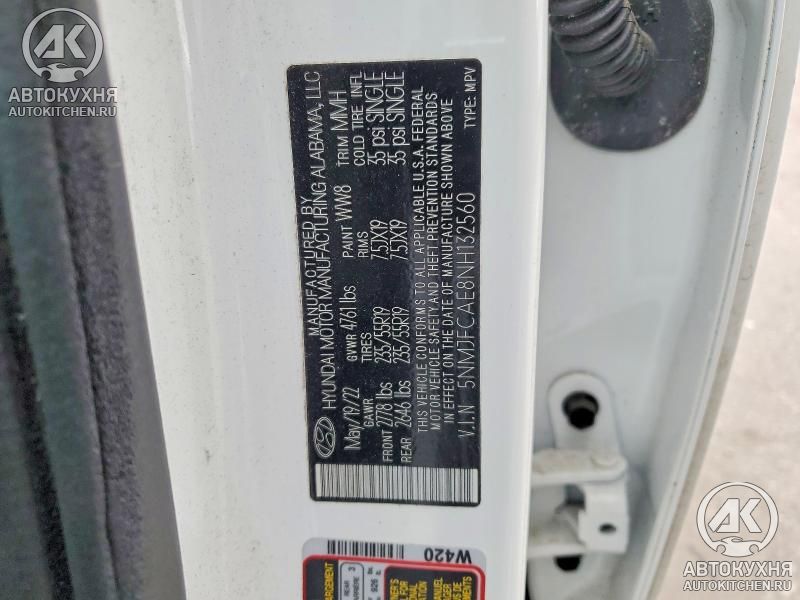 АК
АВТОКУХНЯ
AUTOKITCHEN.RU
MANUFACTURED BY
HYUNDAI MOTOR MANUFACTURING ALABAMA, LLC
May/19/22 GVWR 4761 lbs PAINT WW8 TRIM MMH
GAWR TIRES RIMS COLD TIRE INFL
FRONT 2778 lbs 235/55R19 7.5JX19 35 psi SINGLE
REAR 2646 lbs 235/55R19 7.5JX19 35 psi SINGLE
THIS VEHICLE CONFORMS TO ALL APPLICABLE U.S.A. FEDERAL
MOTOR VEHICLE SAFETY AND THEFT PREVENTION STANDARDS
IN EFFECT ON THE DATE OF MANUFACTURE SHOWN ABOVE
V.I.N 5NMJFCAE8NH132560 TYPE: MPV
W420
REAR 3
АК
АВТОКУХНЯ
AUTOKITCHEN.RU